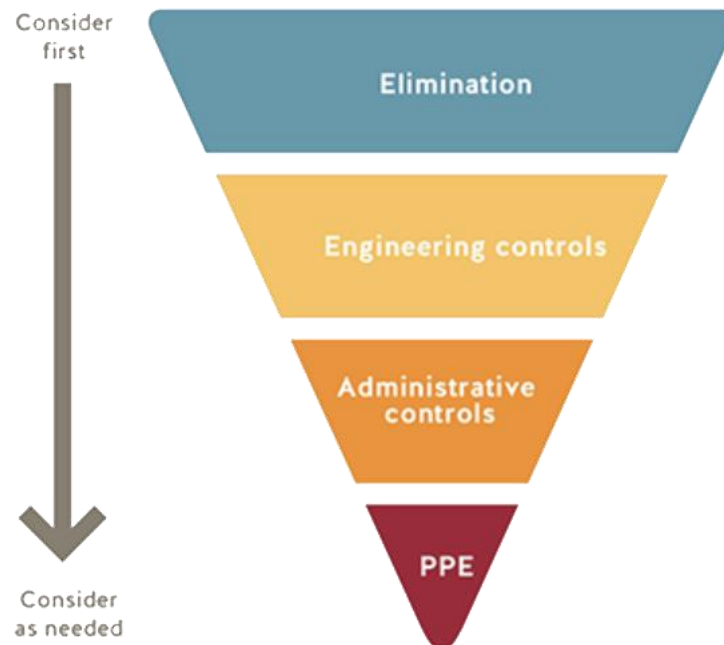 Consider
first
Elimination
Engineering controls
Administrative
controls
PPE
Consider
as needed